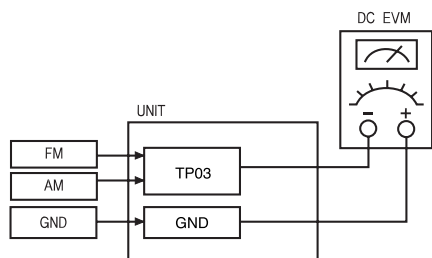 DC EVM
UNIT
- +
FM
TP03
AM
GND
GND